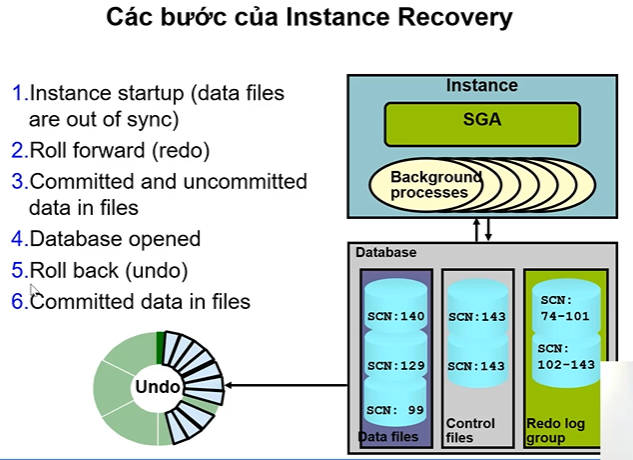 Các bước của Instance Recovery
1.Instance startup (data files
are out of sync)
2.Roll forward (redo)
3.Committed and uncommitted
data in files
4.Database opened
5.Roll back (undo)
6.Committed data in files
Instance
SGA
Background
processes
Database
SCN:140
SCN:129
SCN: 99
Data files
SCN:143
SCN:143
Control
files
SCN:
74-101
SCN:
102-143
Redo log
group
Undo